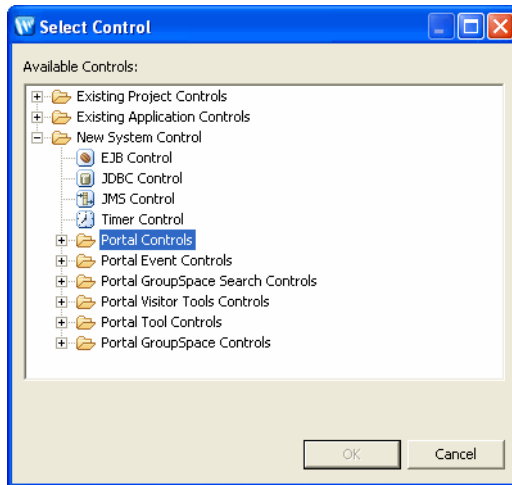 Select Control
Available Controls:
Existing Project Controls
Existing Application Controls
New System Control
EJB Control
JDBC Control
JMS Control
Timer Control
Portal Controls
Portal Event Controls
Portal GroupSpace Search Controls
Portal Visitor Tools Controls
Portal Tool Controls
Portal GroupSpace Controls
OK Cancel